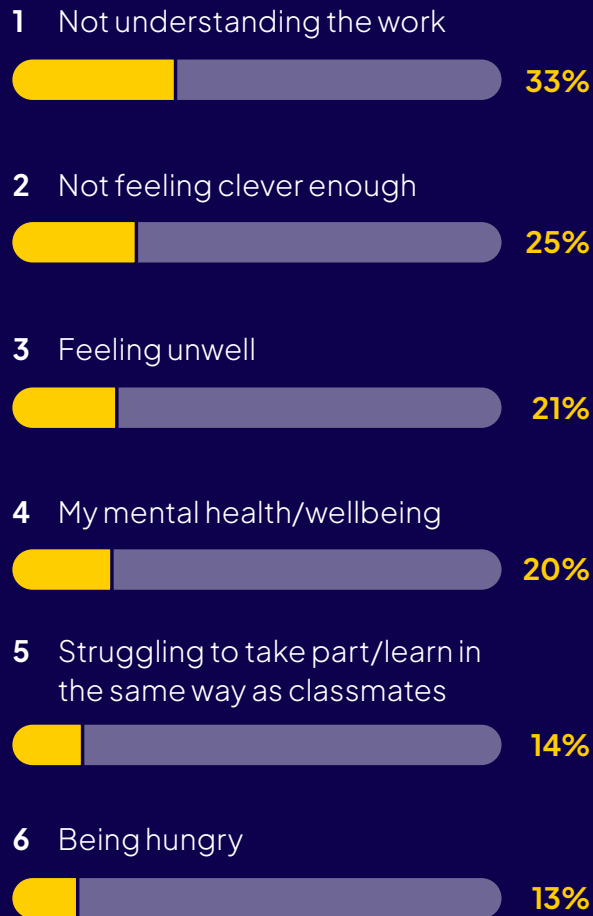 1 Not understanding the work
33%
2 Not feeling clever enough
25%
3 Feeling unwell
21%
4 My mental health/wellbeing
20%
5 Struggling to take part/learn in
the same way as classmates
14%
6 Being hungry
13%